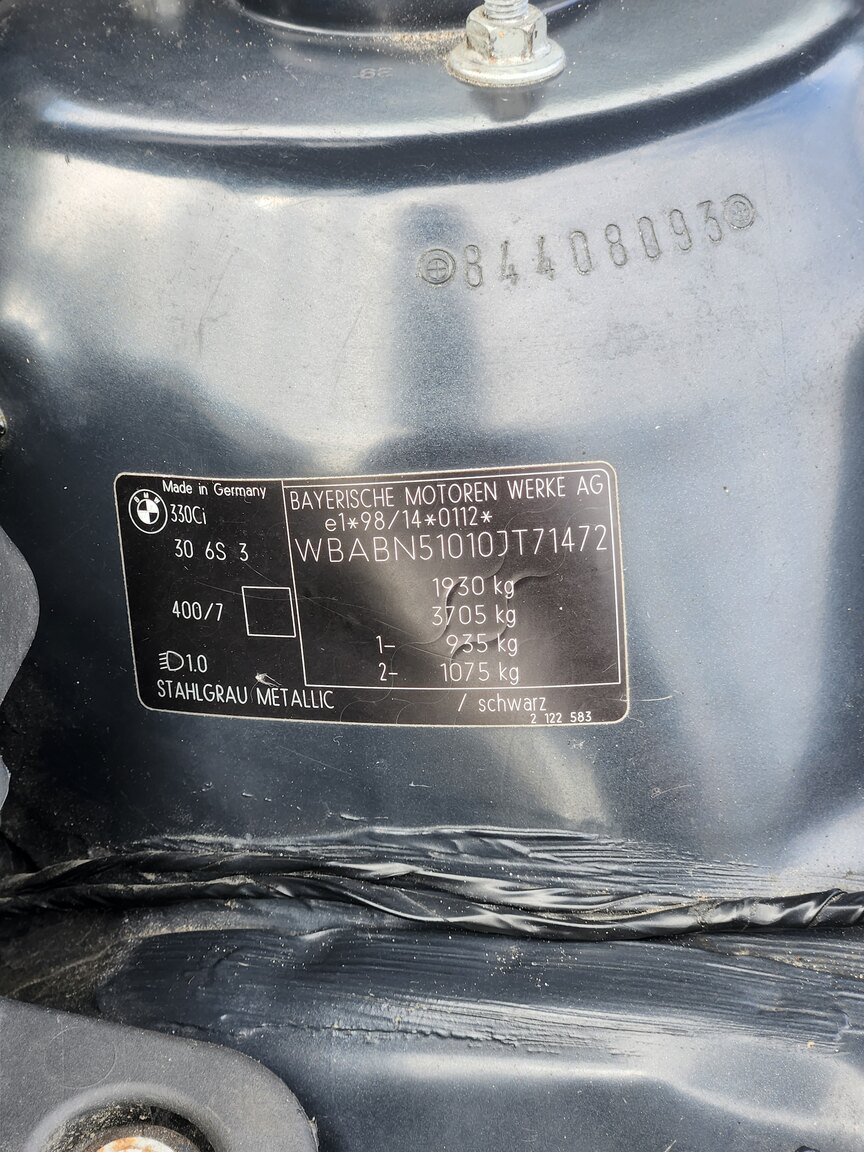 84408093
Made in Germany
BMW
330Ci
30 6S 3
400/7
1.0
STAHLGRAU METALLIC / schwarz
2 122 583
BAYERISCHE MOTOREN WERKE AG
e1*98/14*0112*
WBABN51010JT71472
1930 kg
3705 kg
1- 935 kg
2- 1075 kg